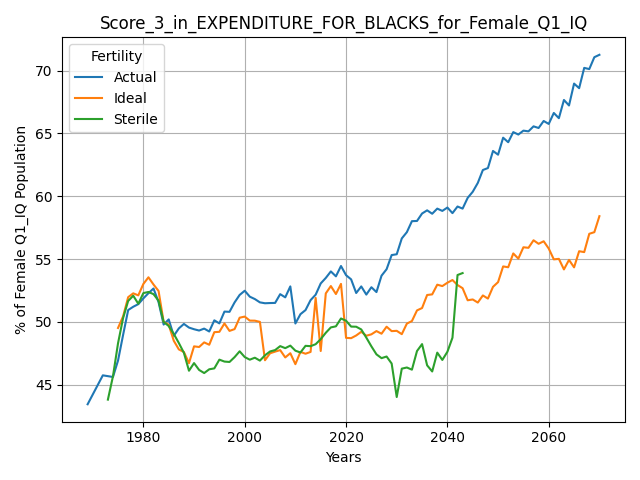 Score_3_in_EXPENDITURE_FOR_BLACKS_for_Female_Q1_IQ
Fertility
Actual
Ideal
Sterile
% of Female Q1_IQ Population
70
65
60
55
50
45
1980
2000
2020
2040
2060
Years